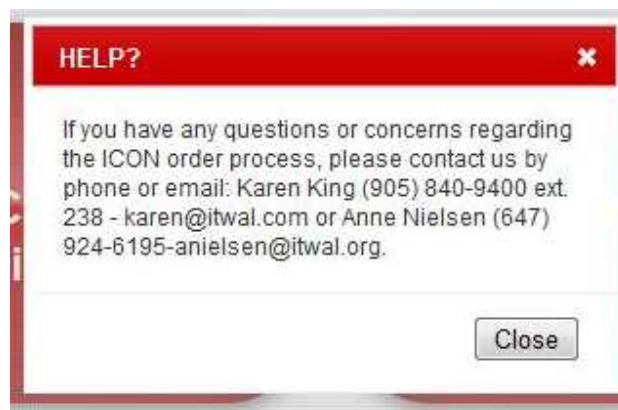 HELP?
If you have any questions or concerns regarding
the ICON order process, please contact us by
phone or email: Karen King (905) 840-9400 ext.
238 - karen@itwal.com or Anne Nielsen (647)
924-6195-anielsen@itwal.org.
Close